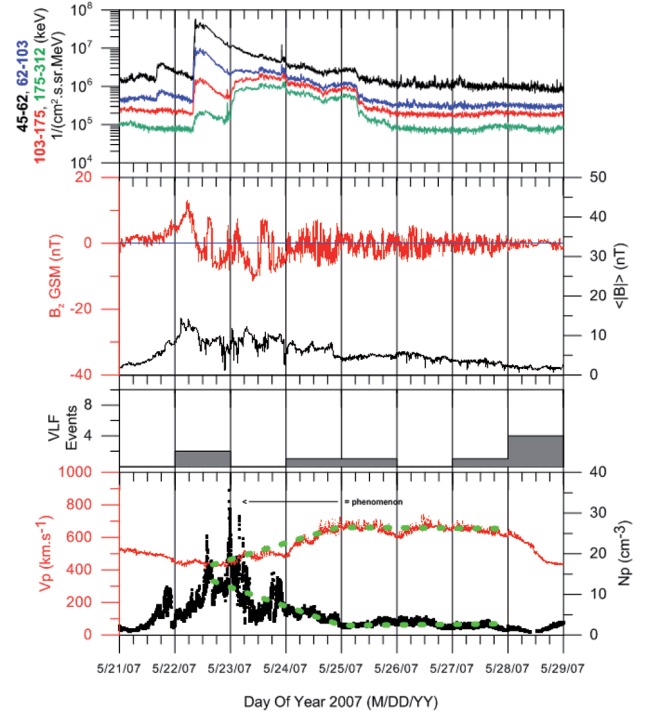 45-62, 62-103
103-175, 175-312 (keV)
1/(cm².s.sr.MeV)
10⁸
10⁷
10⁶
10⁵
10⁴
B_z GSM (nT)
20
0
-20
-40
50
40
30
20
10
0
<|B|> (nT)
VLF
Events
8
4
Vp (km.s⁻¹)
1000
800
600
400
200
0
< = phenomenon
40
30
20
10
0
Np (cm⁻³)
5/21/07 5/22/07 5/23/07 5/24/07 5/25/07 5/26/07 5/27/07 5/28/07 5/29/07
Day Of Year 2007 (M/DD/YY)